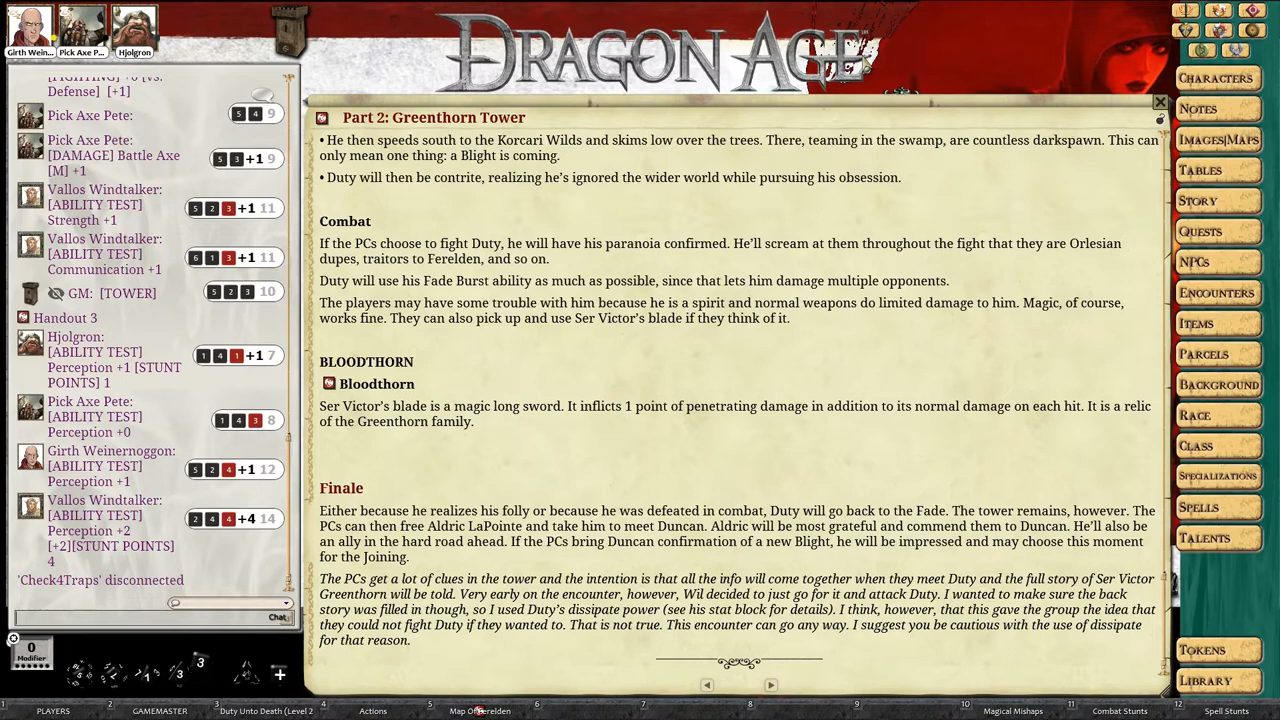 DRAGON AGE
Girth Wein...
Pick Axe P...
Hjolgron
[FIGHTING] +0 [vs.
Defense] [+1]
Pick Axe Pete:
5 4 9
Pick Axe Pete:
[DAMAGE] Battle Axe
[M] +1
5 3 +1 9
Vallos Windtalker:
[ABILITY TEST]
Strength +1
5 2 3 +1 11
Vallos Windtalker:
[ABILITY TEST]
Communication +1
6 1 3 +1 11
GM: [TOWER]
5 2 3 10
Handout 3
Hjolgron:
[ABILITY TEST]
Perception +1 [STUNT
POINTS] 1
1 4 1 +1 7
Pick Axe Pete:
[ABILITY TEST]
Perception +0
1 4 3 8
Girth Weinernoggon:
[ABILITY TEST]
Perception +1
5 2 4 +1 12
Vallos Windtalker:
[ABILITY TEST]
Perception +2
[+2][STUNT POINTS]
4
2 4 4 +4 14
'Check4Traps' disconnected
Chat
0
Modifier
3
Part 2: Greenthorn Tower
• He then speeds south to the Korcari Wilds and skims low over the trees. There, teaming in the swamp, are countless darkspawn. This can
only mean one thing: a Blight is coming.
• Duty will then be contrite, realizing he's ignored the wider world while pursuing his obsession.
Combat
If the PCs choose to fight Duty, he will have his paranoia confirmed. He'll scream at them throughout the fight that they are Orlesian
dupes, traitors to Ferelden, and so on.
Duty will use his Fade Burst ability as much as possible, since that lets him damage multiple opponents.
The players may have some trouble with him because he is a spirit and normal weapons do limited damage to him. Magic, of course,
works fine. They can also pick up and use Ser Victor's blade if they think of it.
BLOODTHORN
Bloodthorn
Ser Victor's blade is a magic long sword. It inflicts 1 point of penetrating damage in addition to its normal damage on each hit. It is a relic
of the Greenthorn family.
Finale
Either because he realizes his folly or because he was defeated in combat, Duty will go back to the Fade. The tower remains, however. The
PCs can then free Aldric LaPointe and take him to meet Duncan. Aldric will be most grateful and commend them to Duncan. He'll also be
an ally in the hard road ahead. If the PCs bring Duncan confirmation of a new Blight, he will be impressed and may choose this moment
for the Joining.
The PCs get a lot of clues in the tower and the intention is that all the info will come together when they meet Duty and the full story of Ser Victor
Greenthorn will be told. Very early on the encounter, however, Wil decided to just go for it and attack Duty. I wanted to make sure the back
story was filled in though, so I used Duty's dissipate power (see his stat block for details). I think, however, that this gave the group the idea that
they could not fight Duty if they wanted to. That is not true. This encounter can go any way. I suggest you be cautious with the use of dissipate
for that reason.
CHARACTERS
NOTES
IMAGES|MAPS
TABLES
STORY
QUESTS
NPCS
ENCOUNTERS
ITEMS
PARCELS
BACKGROUND
RACE
CLASS
SPECIALIZATIONS
SPELLS
TALENTS
TOKENS
LIBRARY
1 PLAYERS
2 GAMEMASTER
3 Duty Unto Death (Level 2
4 Actions
5 Map Of Ferelden
6
7
8
9
10 Magical Mishaps
11 Combat Stunts
12 Spell Stunts